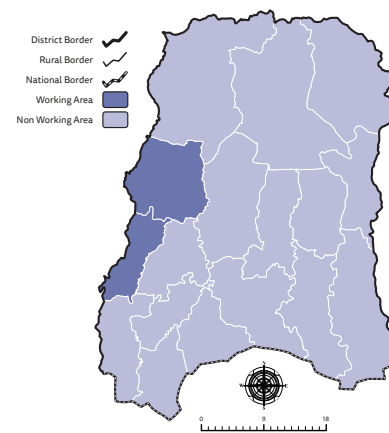 District Border
Rural Border
National Border
Working Area
Non Working Area
N
0 9 18